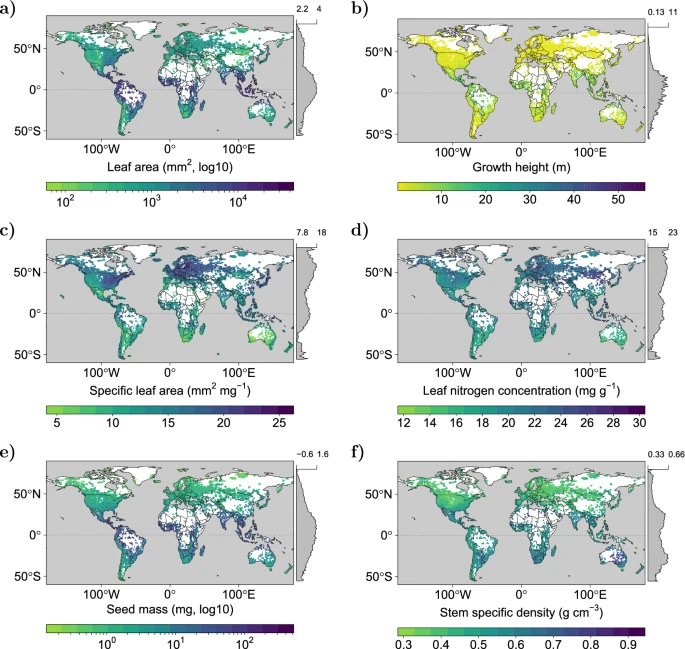 a)
2.2 4
50°N
0°
50°S
100°W 0° 100°E
Leaf area (mm², log10)
10² 10³ 10⁴
b)
0.13 11
50°N
0°
50°S
100°W 0° 100°E
Growth height (m)
10 20 30 40 50
c)
7.8 18
50°N
0°
50°S
100°W 0° 100°E
Specific leaf area (mm² mg⁻¹)
5 10 15 20 25
d)
15 23
50°N
0°
50°S
100°W 0° 100°E
Leaf nitrogen concentration (mg g⁻¹)
12 14 16 18 20 22 24 26 28 30
e)
−0.6 1.6
50°N
0°
50°S
100°W 0° 100°E
Seed mass (mg, log10)
10⁰ 10¹ 10²
f)
0.33 0.66
50°N
0°
50°S
100°W 0° 100°E
Stem specific density (g cm⁻³)
0.3 0.4 0.5 0.6 0.7 0.8 0.9